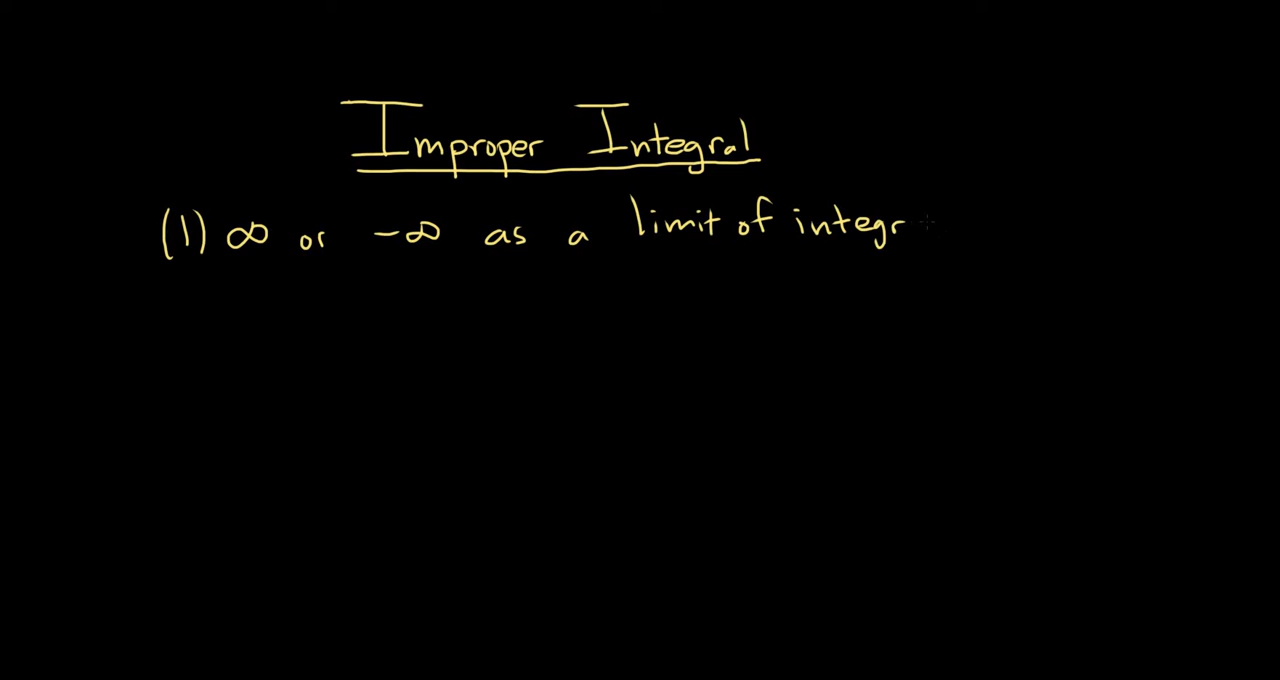 Improper Integral
(1) ∞ or -∞ as a limit of integr